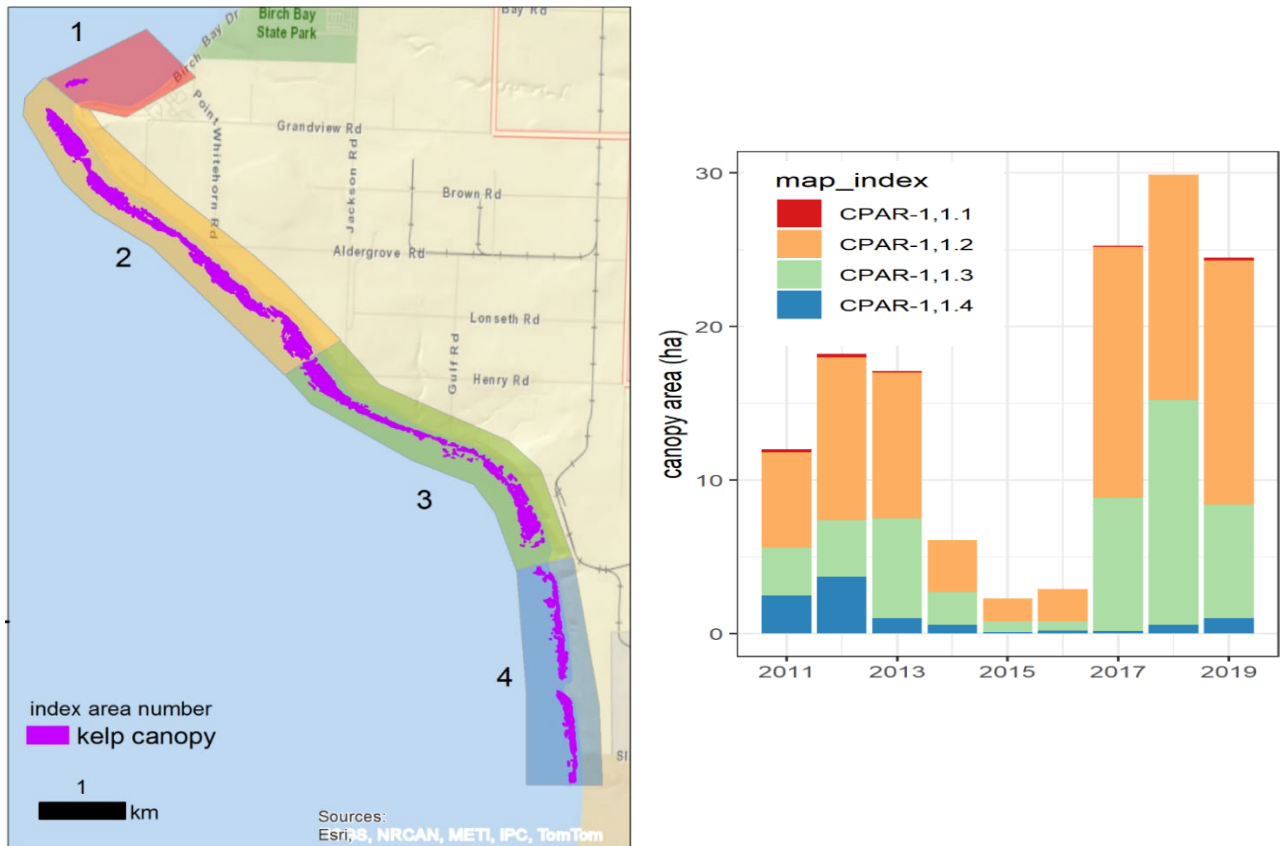 1
Birch Bay Dr
Birch Bay
State Park
Bay Rd
Point Whitehorn Rd
Grandview Rd
Jackson Rd
Brown Rd
2
Aldergrove Rd
Lonseth Rd
Gulf Rd
Henry Rd
3
4
index area number
kelp canopy
Sl
1
km
Sources:
Esri, NRCAN, METI, IPC, TomTom
map_index
CPAR-1,1.1
CPAR-1,1.2
CPAR-1,1.3
CPAR-1,1.4
canopy area (ha)
30
20
10
0
2011
2013
2015
2017
2019